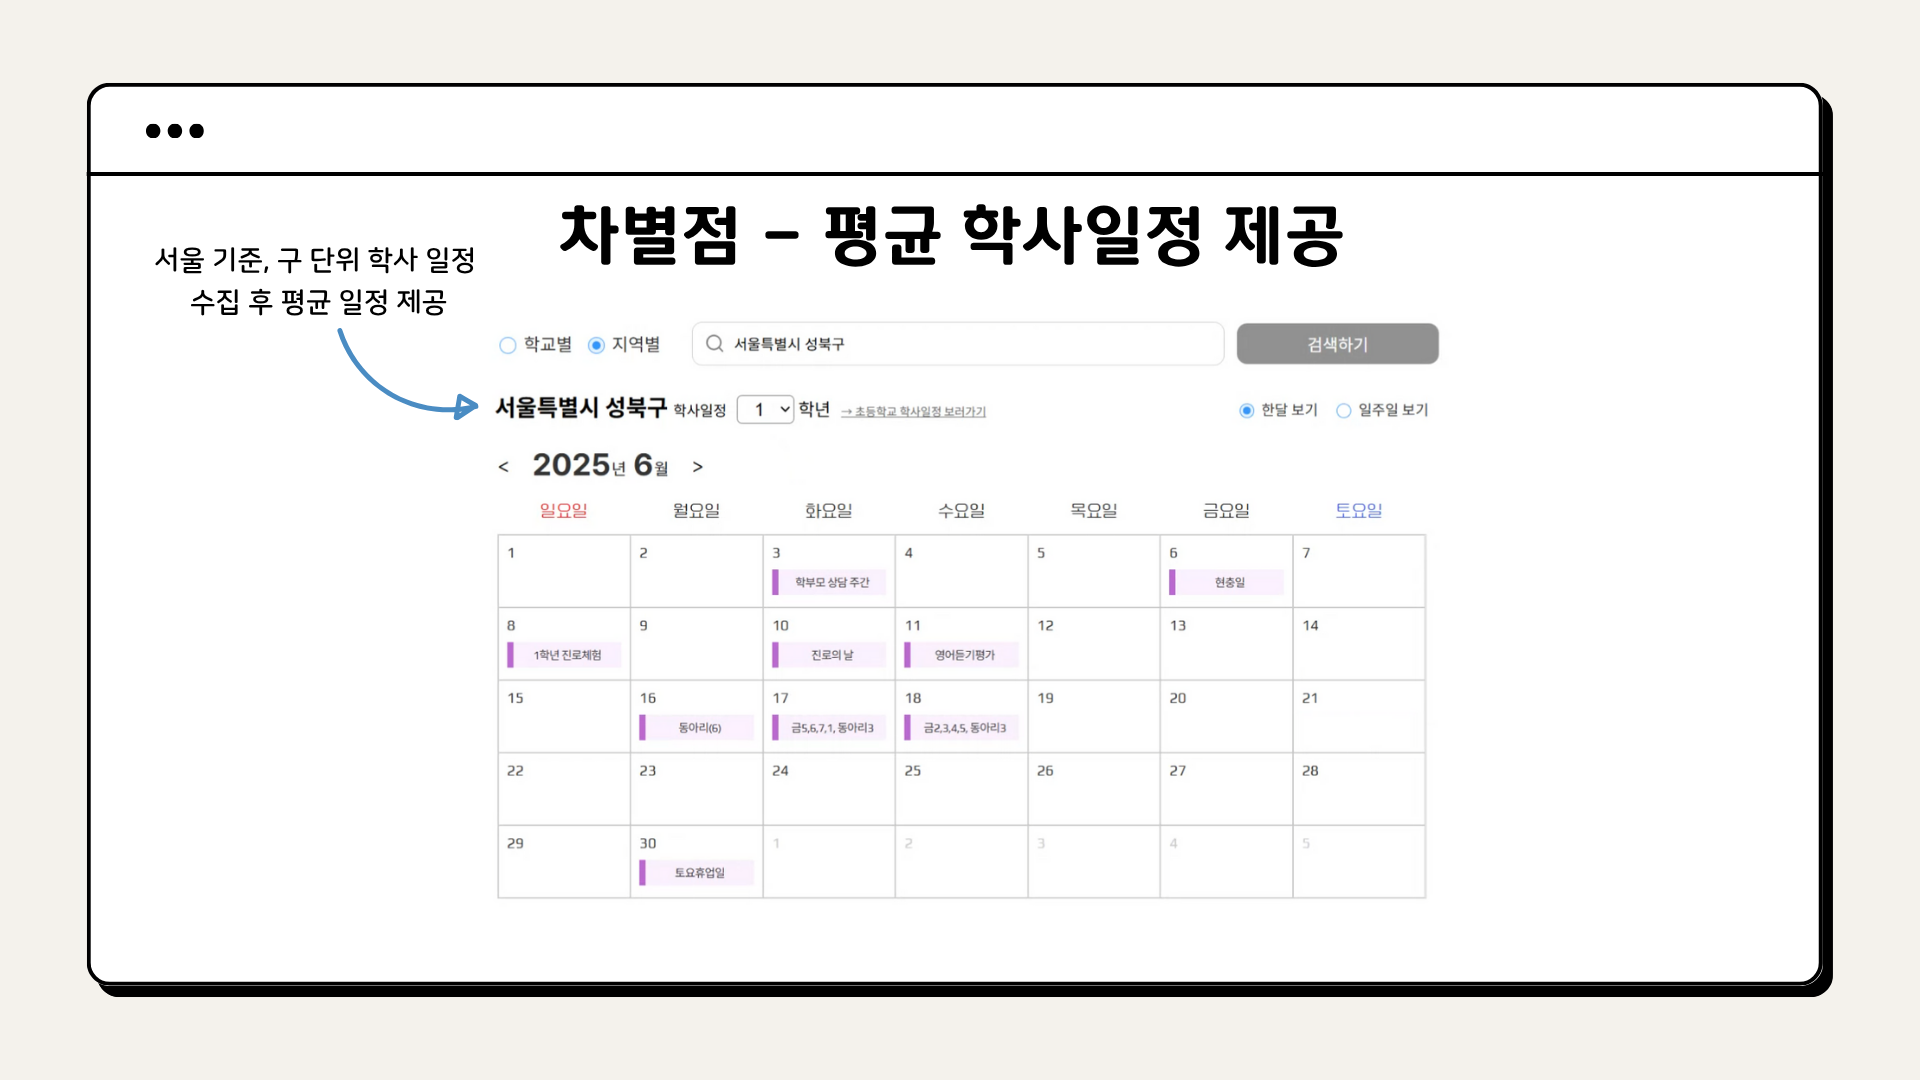 차별점 – 평균 학사일정 제공
서울 기준, 구 단위 학사 일정
수집 후 평균 일정 제공
학교별 지역별 서울특별시 성북구 검색하기
서울특별시 성북구 학사일정 1 학년 → 초등학교 학사일정 보러가기 한달 보기 일주일 보기
< 2025년 6월 >
일요일 월요일 화요일 수요일 목요일 금요일 토요일
1 2 3 4 5 6 7
학부모 상담 주간 현충일
8 9 10 11 12 13 14
1학년 진로체험 진로의 날 영어듣기평가
15 16 17 18 19 20 21
동아리(6) 금5,6,7,1, 동아리3 금2,3,4,5, 동아리3
22 23 24 25 26 27 28
29 30 1 2 3 4 5
토요휴업일